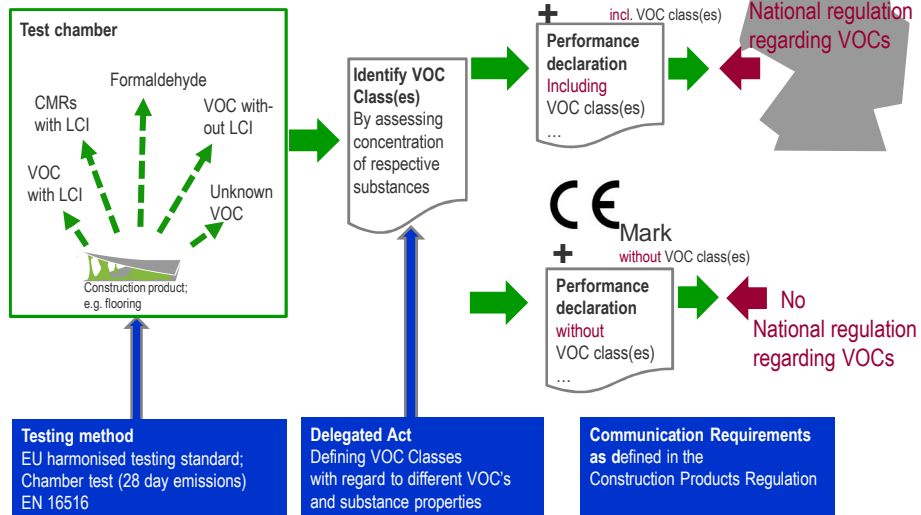 Test chamber
Formaldehyde
CMRs
with LCI
VOC with-
out LCI
VOC
with LCI
Unknown
VOC
Construction product;
e.g. flooring
Identify VOC
Class(es)
By assessing
concentration
of respective
substances
+
incl. VOC class(es)
Performance
declaration
Including
VOC class(es)
...
National regulation
regarding VOCs
CE
Mark
+
without VOC class(es)
Performance
declaration
without
VOC class(es)
...
No
National regulation
regarding VOCs
Testing method
EU harmonised testing standard;
Chamber test (28 day emissions)
EN 16516
Delegated Act
Defining VOC Classes
with regard to different VOC's
and substance properties
Communication Requirements
as defined in the
Construction Products Regulation